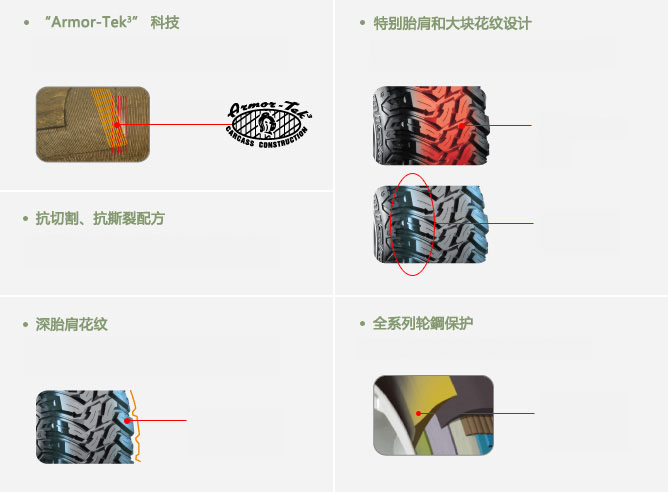 “Armor-Tek³” 科技
Armor-Tek³
CARCASS CONSTRUCTION
抗切割、抗撕裂配方
深胎肩花纹
特别胎肩和大块花纹设计
全系列轮鋼保护